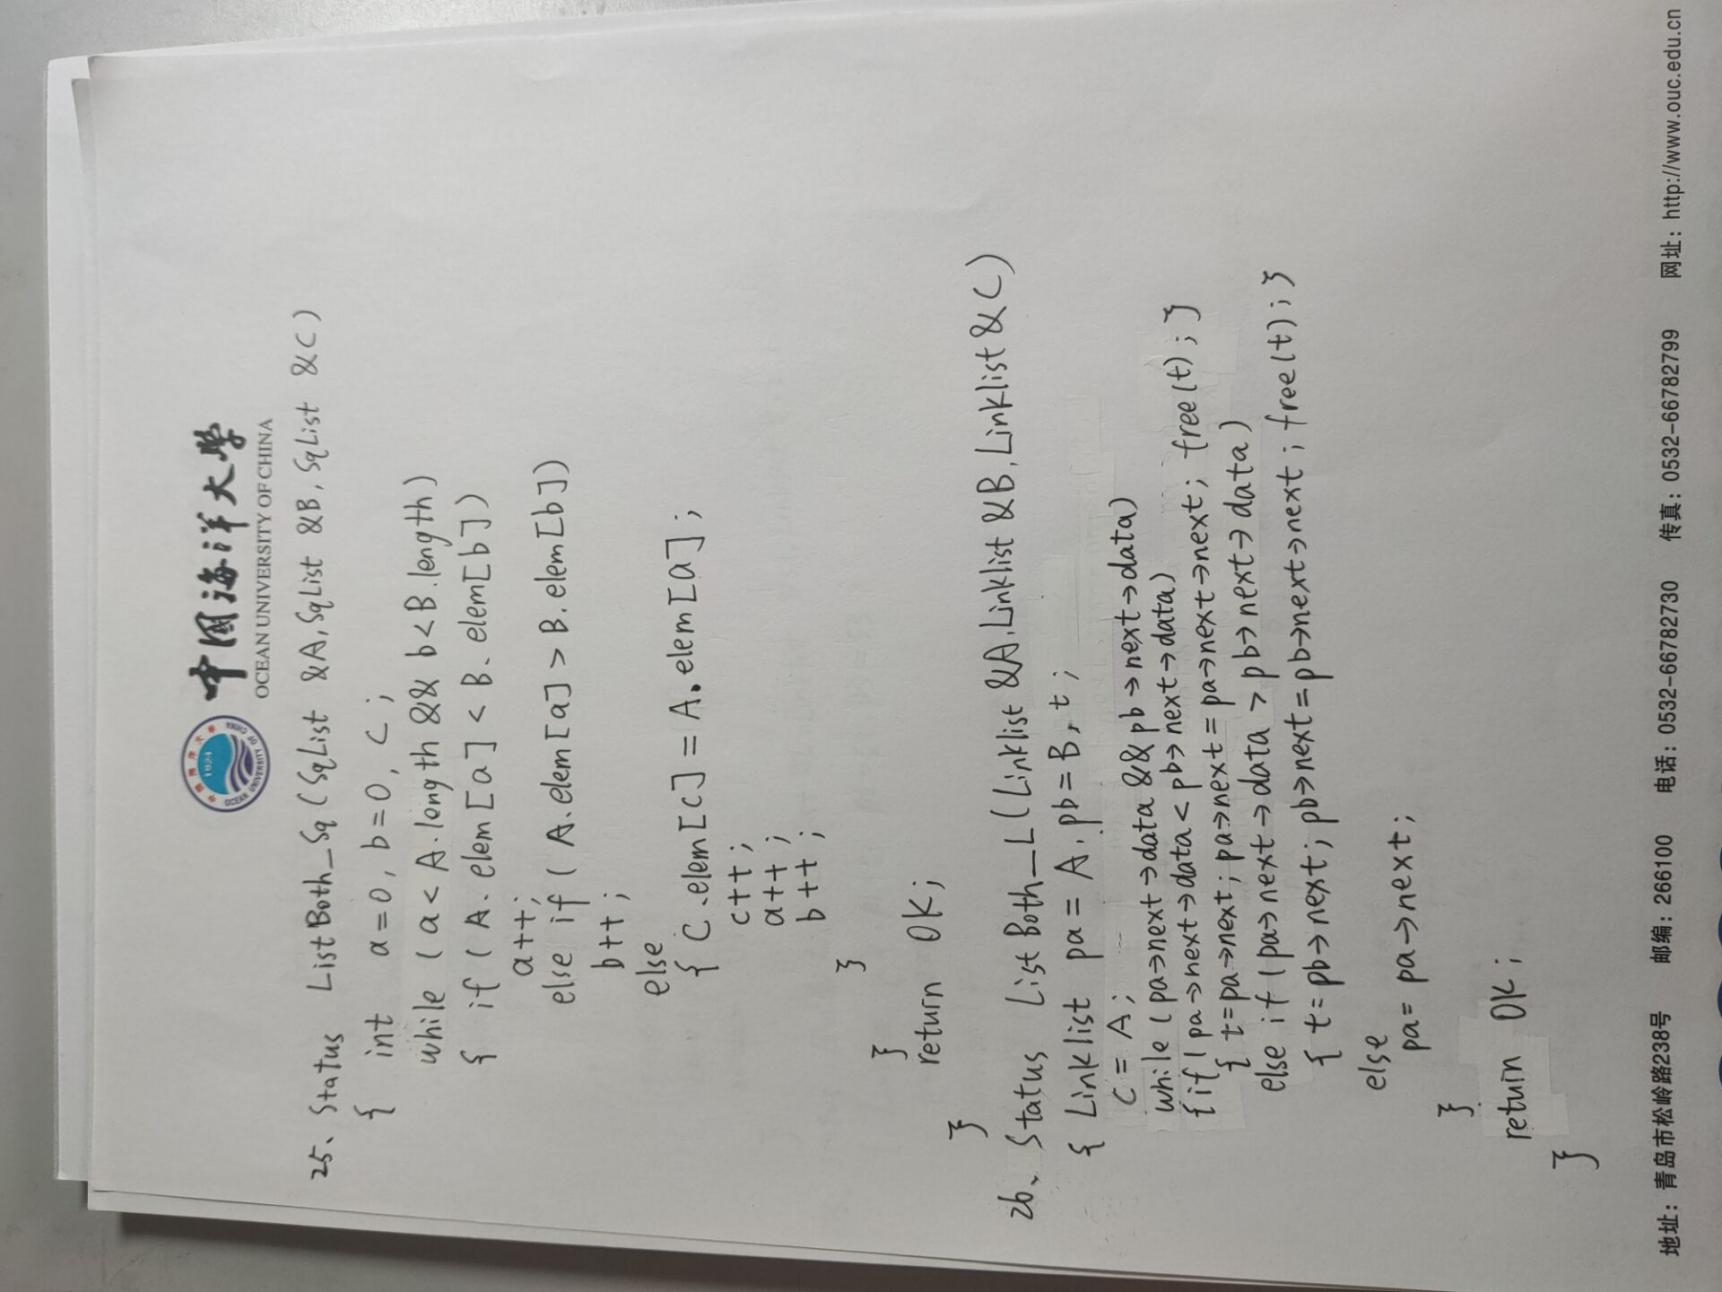 中国海洋大学
OCEAN UNIVERSITY OF CHINA
25、Status ListBoth_Sq(SqList &A,SqList &B,SqList &C)
{ int a=0,b=0,c;
while (a<A.length && b<B.length)
{ if (A.elem[a]<B.elem[b])
a++;
else if (A.elem[a]>B.elem[b])
b++;
else
{ C.elem[c]=A.elem[a];
c++;
a++;
b++;
}
}
return OK;
}
26、Status ListBoth_L(Linklist &A,Linklist &B,Linklist &C)
{ Linklist pa=A,pb=B,t;
C=A;
while(pa→next→data && pb→next→data)
{if(pa→next→data<pb→next→data)
{ t=pa→next;pa→next=pa→next→next;free(t);}
else if(pa→next→data>pb→next→data)
{ t=pb→next;pb→next=pb→next→next;free(t);}
else
pa=pa→next;
}
return OK;
}
地址：青岛市松岭路238号 邮编：266100 电话：0532-66782730 传真：0532-66782799 网址：http://www.ouc.edu.cn